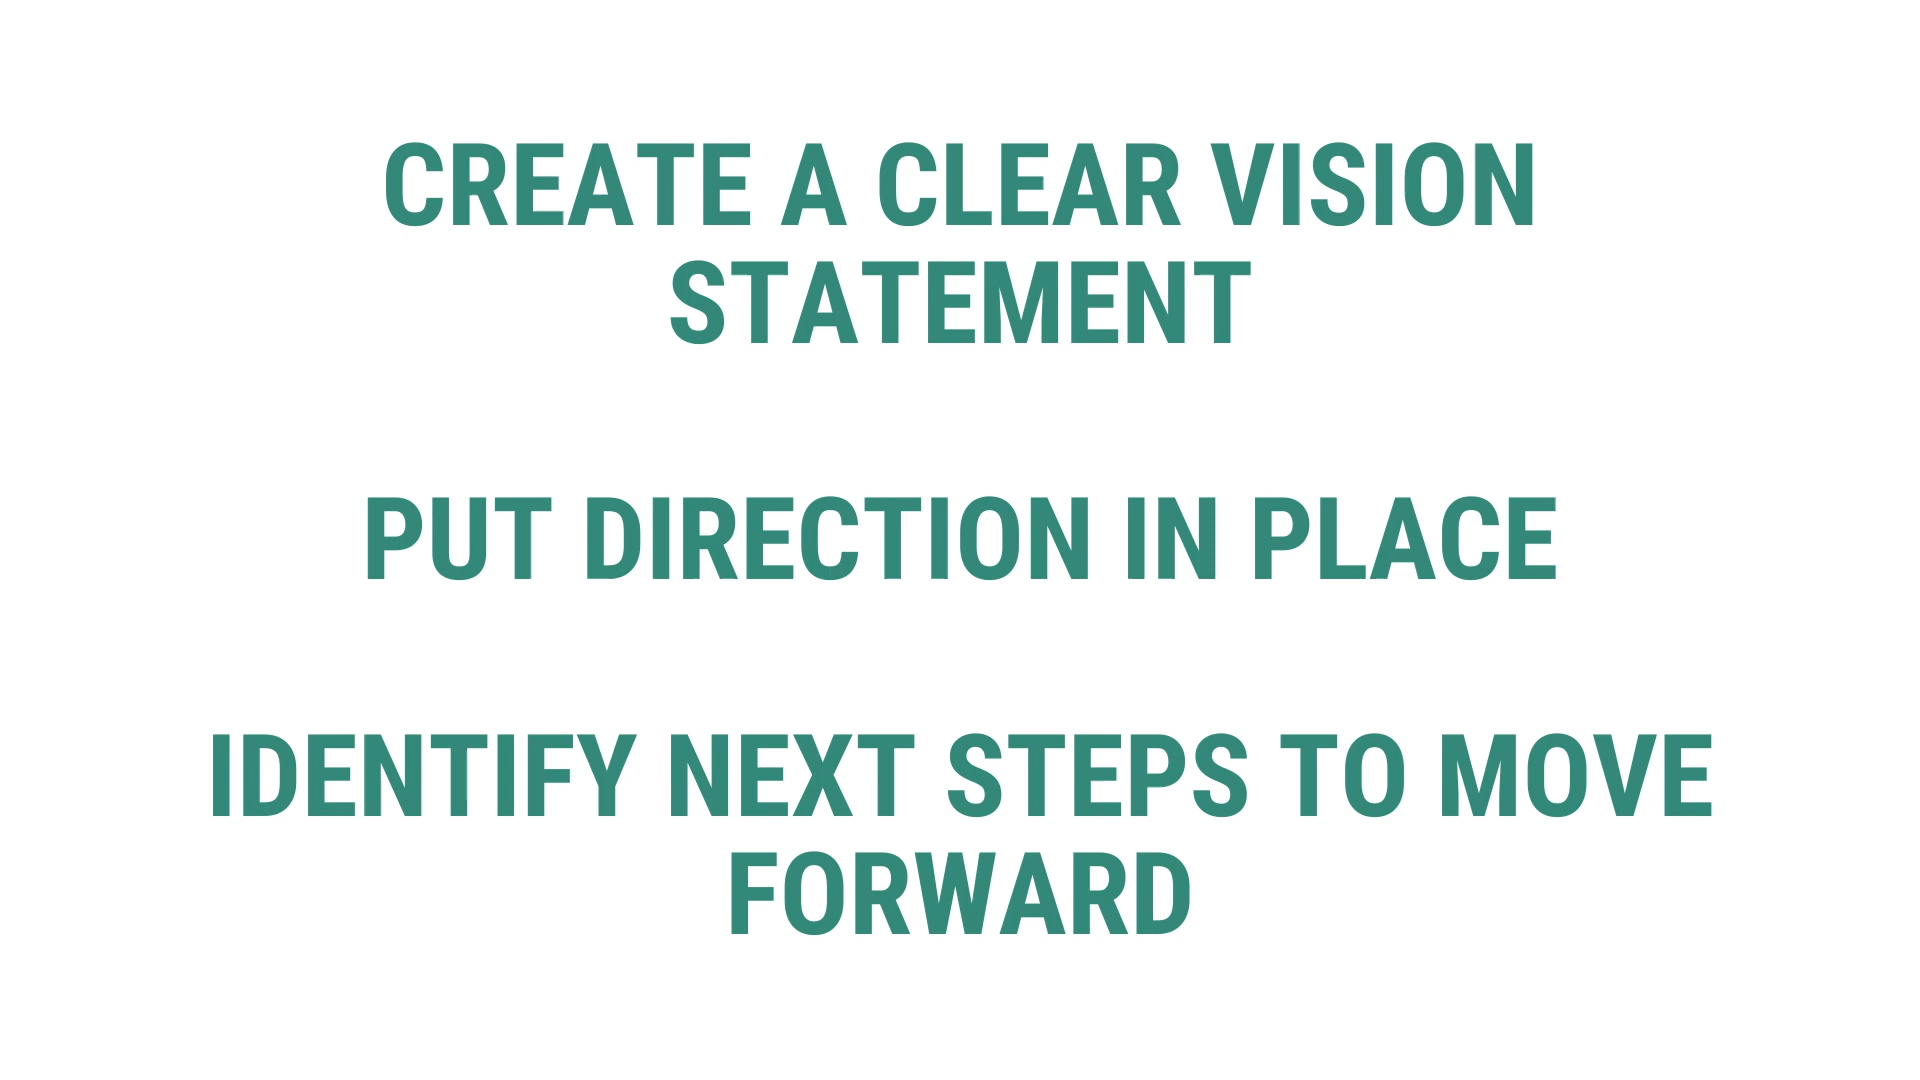 CREATE A CLEAR VISION
STATEMENT
PUT DIRECTION IN PLACE
IDENTIFY NEXT STEPS TO MOVE
FORWARD